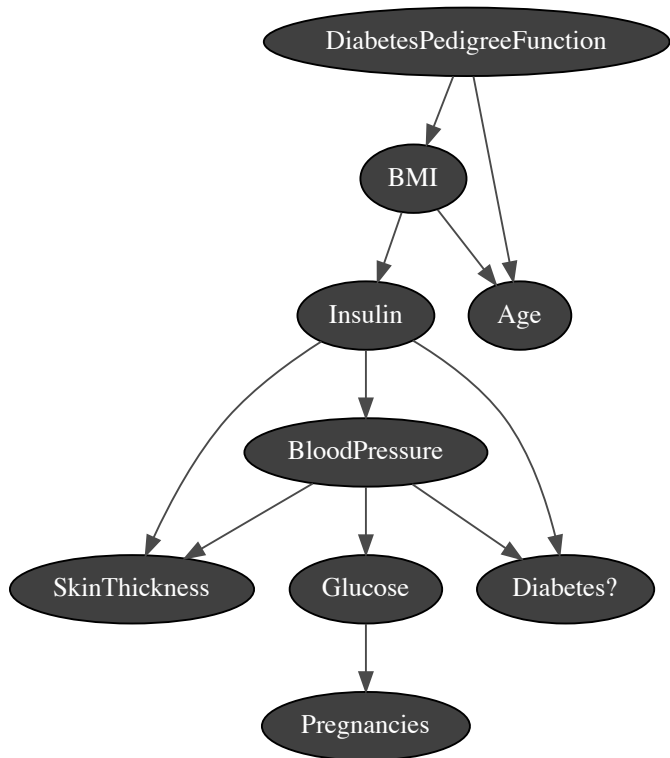 DiabetesPedigreeFunction
BMI
Insulin
Age
BloodPressure
SkinThickness
Glucose
Diabetes?
Pregnancies